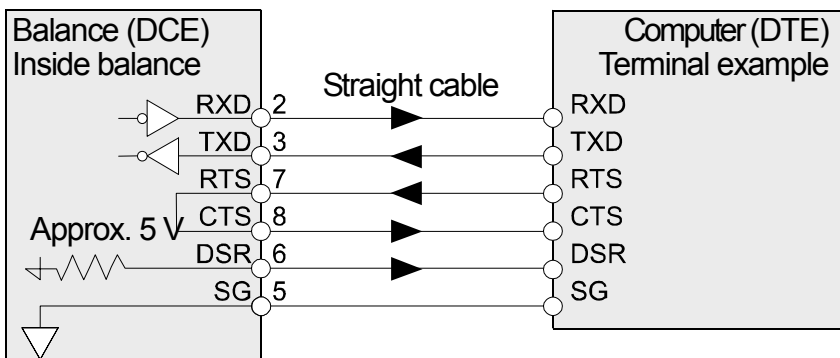 Balance (DCE)
Inside balance
Computer (DTE)
Terminal example
Straight cable
RXD 2 RXD
TXD 3 TXD
RTS 7 RTS
CTS 8 CTS
Approx. 5 V
DSR 6 DSR
SG 5 SG